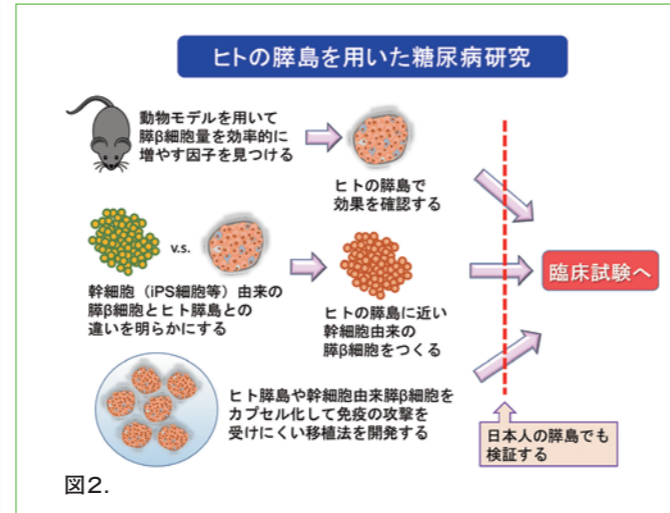 ヒトの膵島を用いた糖尿病研究
動物モデルを用いて
膵β細胞量を効率的に
増やす因子を見つける
ヒトの膵島で
効果を確認する
v.s.
幹細胞（iPS細胞等）由来の
膵β細胞とヒト膵島との
違いを明らかにする
ヒトの膵島に近い
幹細胞由来の
膵β細胞をつくる
臨床試験へ
ヒト膵島や幹細胞由来膵β細胞を
カプセル化して免疫の攻撃を
受けにくい移植法を開発する
日本人の膵島でも
検証する
図2.